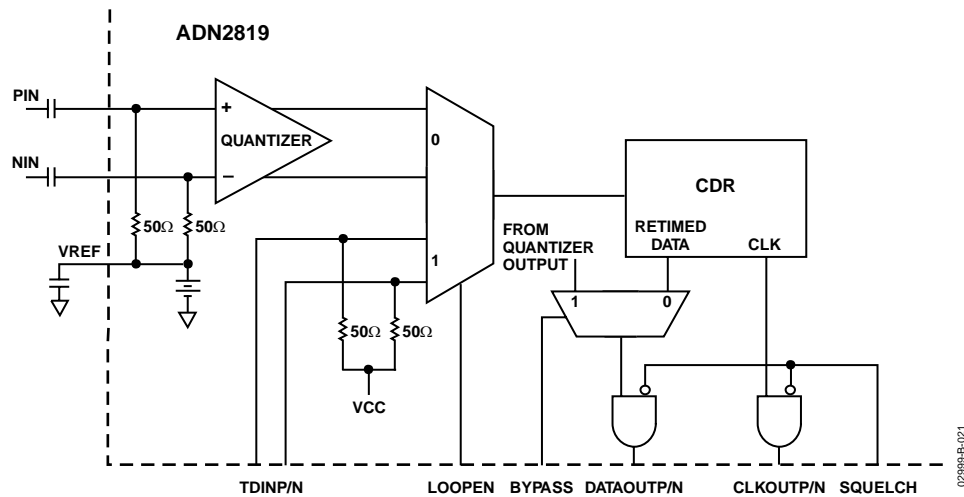 ADN2819
PIN
+
QUANTIZER
0
NIN
−
CDR
50Ω 50Ω
VREF
FROM
QUANTIZER
OUTPUT
RETIMED
DATA
CLK
1
1 0
50Ω 50Ω
VCC
TDINP/N LOOPEN BYPASS DATAOUTP/N CLKOUTP/N SQUELCH
02999-B-021